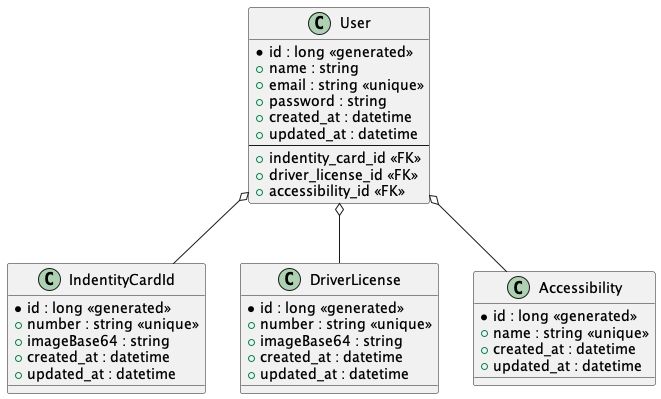 C User
id : long «generated»
name : string
email : string «unique»
password : string
created_at : datetime
updated_at : datetime
indentity_card_id «FK»
driver_license_id «FK»
accessibility_id «FK»
C IndentityCardId
id : long «generated»
number : string «unique»
imageBase64 : string
created_at : datetime
updated_at : datetime
C DriverLicense
id : long «generated»
number : string «unique»
imageBase64 : string
created_at : datetime
updated_at : datetime
C Accessibility
id : long «generated»
name : string «unique»
created_at : datetime
updated_at : datetime